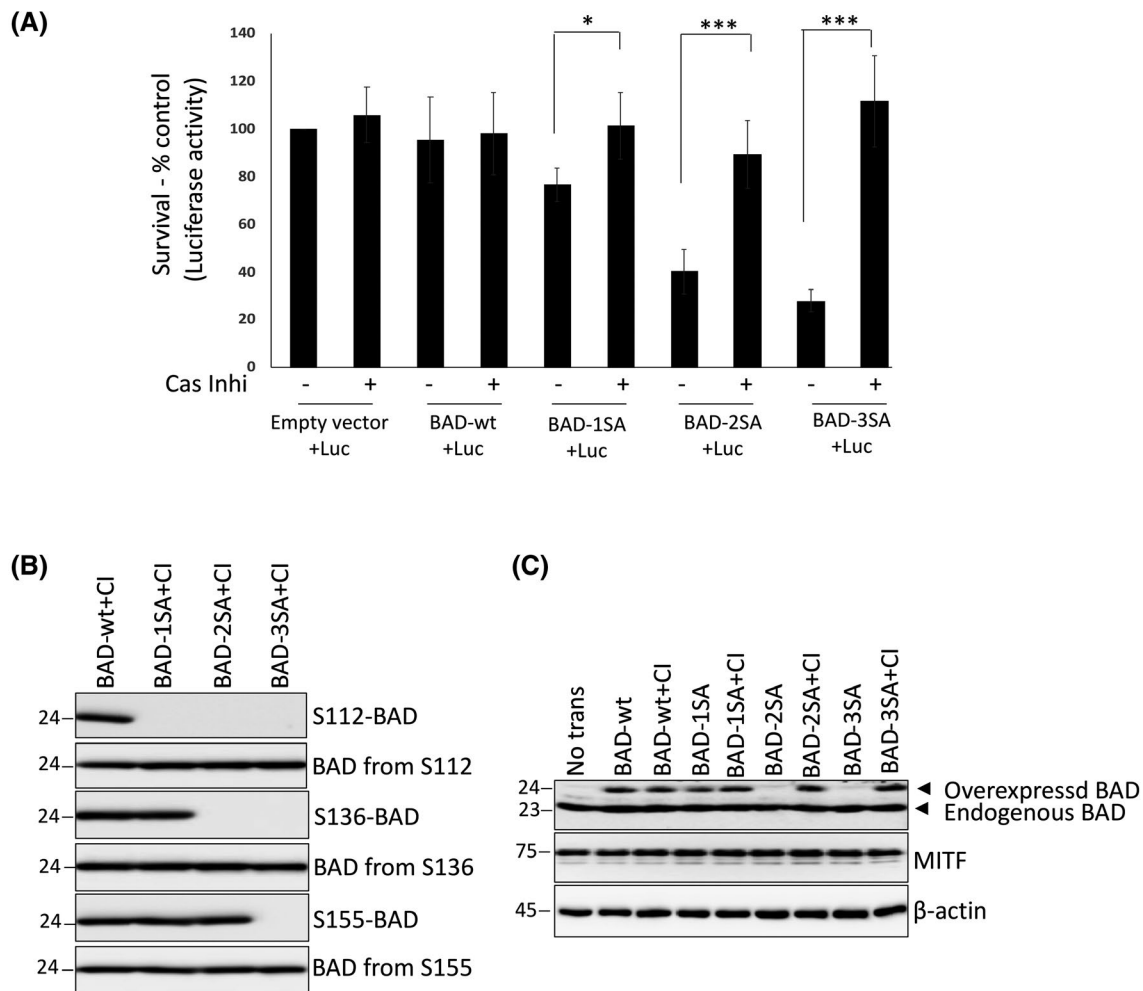 (A)
Survival - % control
(Luciferase activity)
140
120
100
80
60
40
20
0
* *** ***
Cas Inhi - + - + - + - + - +
Empty vector +Luc
BAD-wt +Luc
BAD-1SA +Luc
BAD-2SA +Luc
BAD-3SA +Luc
(B)
BAD-wt+CI
BAD-1SA+CI
BAD-2SA+CI
BAD-3SA+CI
24 S112-BAD
24 BAD from S112
24 S136-BAD
24 BAD from S136
24 S155-BAD
24 BAD from S155
(C)
No trans
BAD-wt
BAD-wt+CI
BAD-1SA
BAD-1SA+CI
BAD-2SA
BAD-2SA+CI
BAD-3SA
BAD-3SA+CI
24 Overexpressd BAD
23 Endogenous BAD
75 MITF
45 β-actin